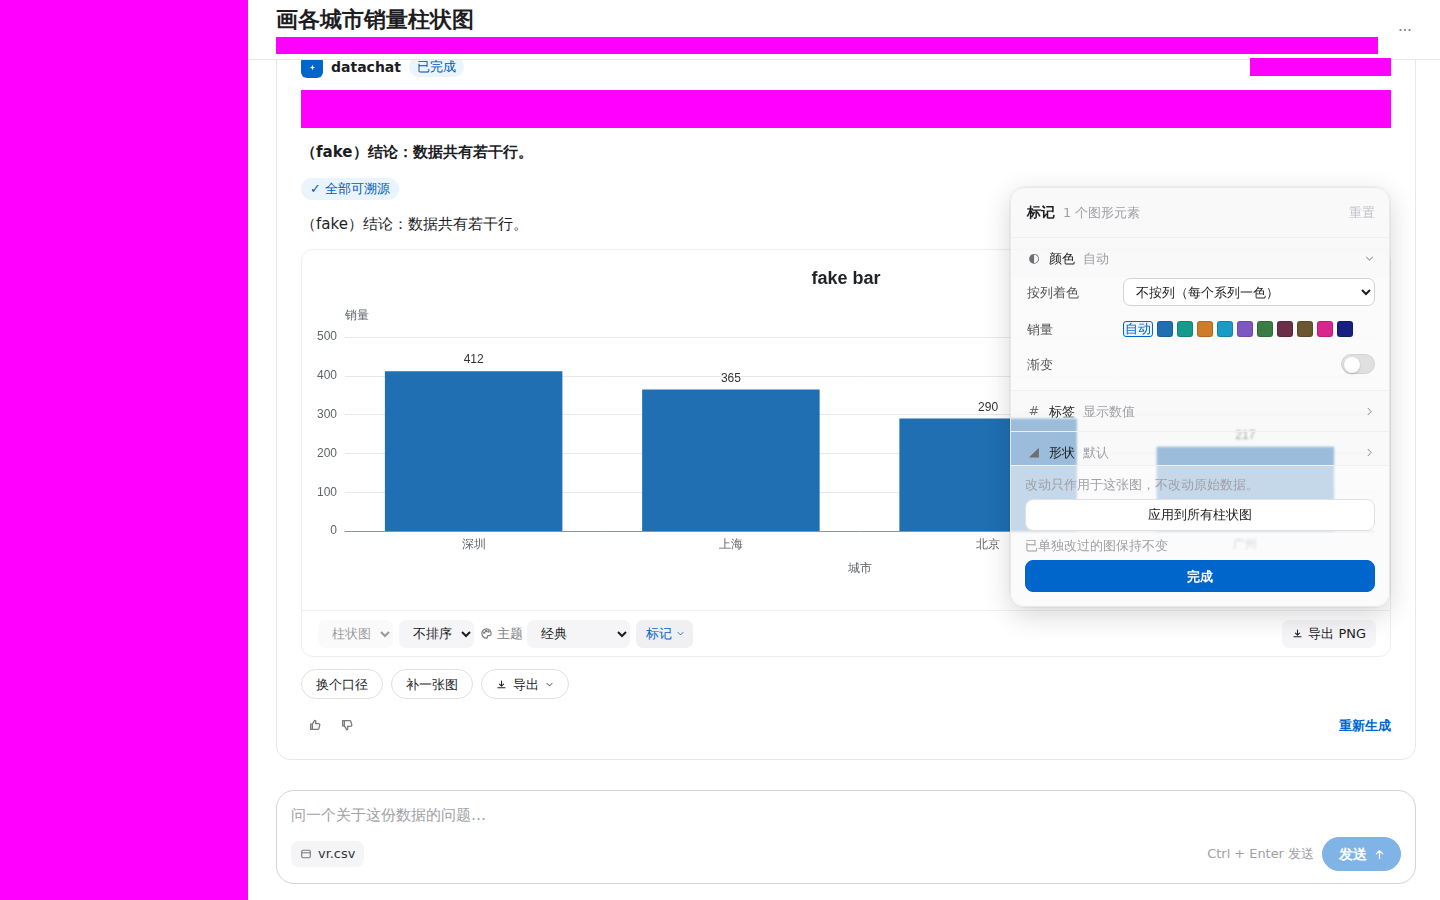 画各城市销量柱状图
...
datachat 已完成
（fake）结论：数据共有若干行。
✓ 全部可溯源
（fake）结论：数据共有若干行。
fake bar
销量
500
400
300
200
100
0
412
365
290
217
深圳
上海
北京
广州
城市
标记 1 个图形元素 重置
颜色 自动
按列着色 不按列（每个系列一色）
销量 自动
渐变
# 标签 显示数值
形状 默认
改动只作用于这张图，不改动原始数据。
应用到所有柱状图
已单独改过的图保持不变
完成
柱状图 不排序 主题 经典 标记 导出 PNG
换个口径 补一张图 导出
重新生成
问一个关于这份数据的问题…
vr.csv Ctrl + Enter 发送 发送